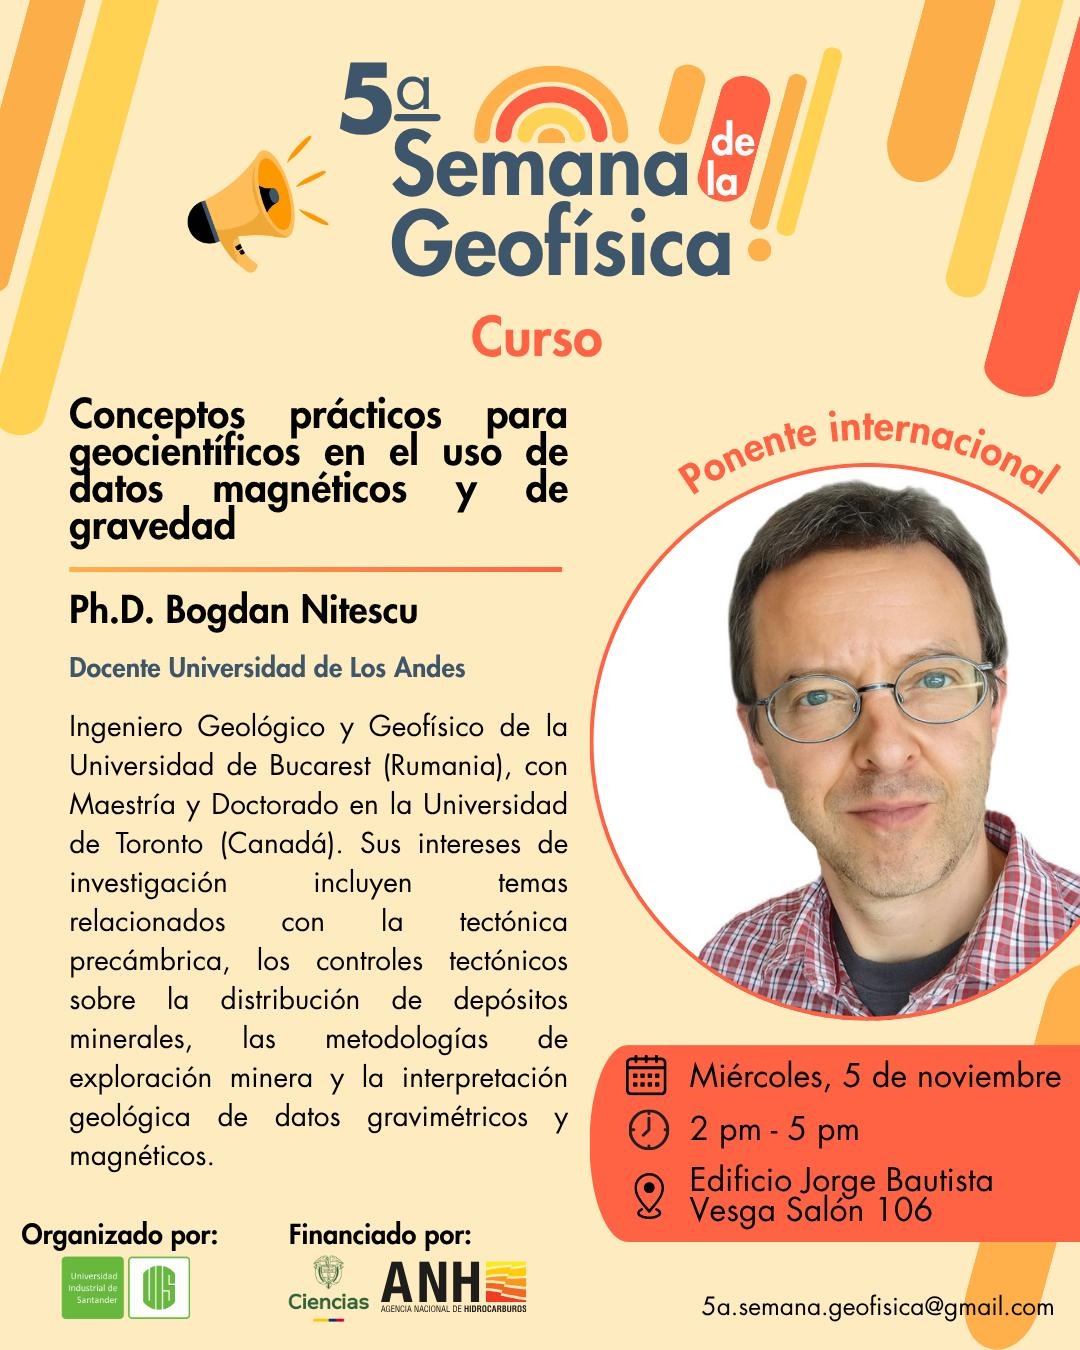 5ª
Semana de la
Geofísica
Curso
Conceptos prácticos para
geocientíficos en el uso de
datos magnéticos y de
gravedad
Ponente internacional
Ph.D. Bogdan Nitescu
Docente Universidad de Los Andes
Ingeniero Geológico y Geofísico de la
Universidad de Bucarest (Rumania), con
Maestría y Doctorado en la Universidad
de Toronto (Canadá). Sus intereses de
investigación incluyen temas
relacionados con la tectónica
precámbrica, los controles tectónicos
sobre la distribución de depósitos
minerales, las metodologías de
exploración minera y la interpretación
geológica de datos gravimétricos y
magnéticos.
Miércoles, 5 de noviembre
2 pm - 5 pm
Edificio Jorge Bautista
Vesga Salón 106
Organizado por:
Universidad
Industrial de
Santander
UIS
Financiado por:
Ciencias
ANH
AGENCIA NACIONAL DE HIDROCARBUROS
5a.semana.geofisica@gmail.com